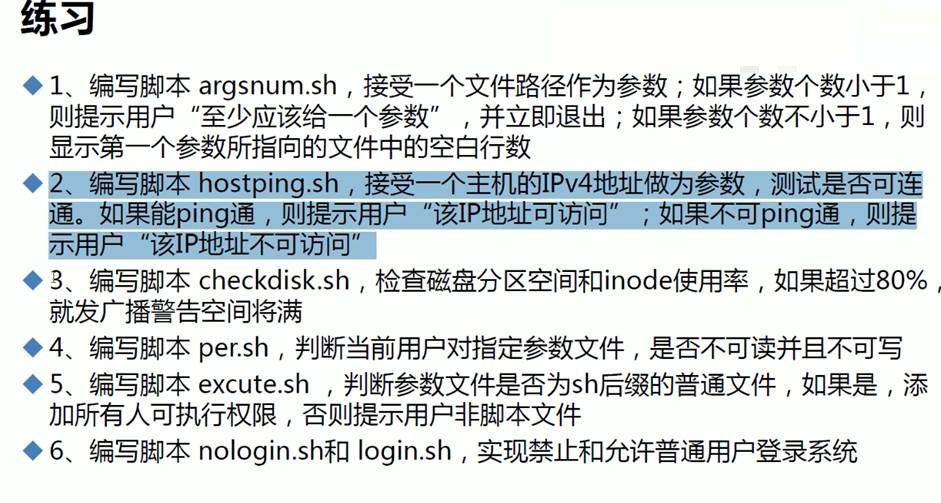 练习
1、编写脚本 argsnum.sh，接受一个文件路径作为参数；如果参数个数小于1，
则提示用户“至少应该给一个参数”，并立即退出；如果参数个数不小于1，则
显示第一个参数所指向的文件中的空白行数
2、编写脚本 hostping.sh，接受一个主机的IPv4地址做为参数，测试是否可连
通。如果能ping通，则提示用户“该IP地址可访问”；如果不可ping通，则提
示用户“该IP地址不可访问”
3、编写脚本 checkdisk.sh，检查磁盘分区空间和inode使用率，如果超过80%，
就发广播警告空间将满
4、编写脚本 per.sh，判断当前用户对指定参数文件，是否不可读并且不可写
5、编写脚本 excute.sh ，判断参数文件是否为sh后缀的普通文件，如果是，添
加所有人可执行权限，否则提示用户非脚本文件
6、编写脚本 nologin.sh和 login.sh，实现禁止和允许普通用户登录系统